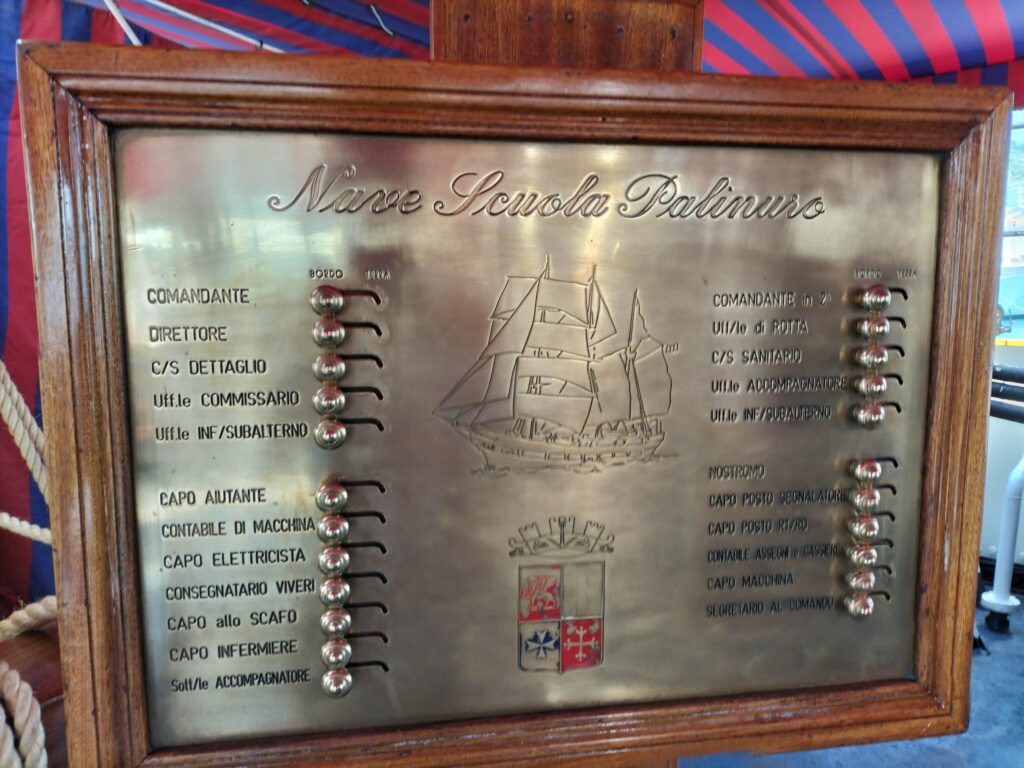 Nave Scuola Palinuro
BORDO TERRA
COMANDANTE
DIRETTORE
C/S DETTAGLIO
Uff.le COMMISSARIO
Uff.le INF/SUBALTERNO
CAPO AIUTANTE
CONTABILE DI MACCHINA
CAPO ELETTRICISTA
CONSEGNATARIO VIVERI
CAPO allo SCAFO
CAPO INFERMIERE
Sott/le ACCOMPAGNATORE
BORDO TERRA
COMANDANTE in 2ª
Uff/le di ROTTA
C/S SANITARIO
Uff.le ACCOMPAGNATORE
Uff.le INF/SUBALTERNO
NOSTROMO
CAPO POSTO SEGNALATORE
CAPO POSTO RT/RD
CONTABILE ASSEGNI e CASSIERE
CAPO MACCHINA
SEGRETARIO AL COMANDO